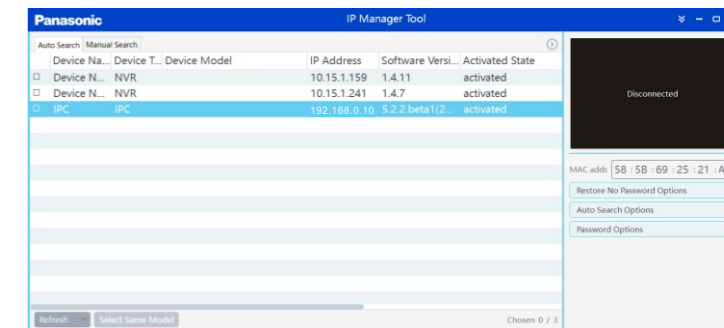 Panasonic IP Manager Tool
Auto Search Manual Search
Device Na... Device T... Device Model IP Address Software Versi... Activated State
Device N... NVR 10.15.1.159 1.4.11 activated
Device N... NVR 10.15.1.241 1.4.7 activated
IPC IPC 192.168.0.10 5.2.2.beta1(2... activated
Disconnected
MAC addr. 58 : 5B : 69 : 25 : 21 : A
Restore No Password Options
Auto Search Options
Password Options
Refresh Select Same Model Chosen 0 / 3